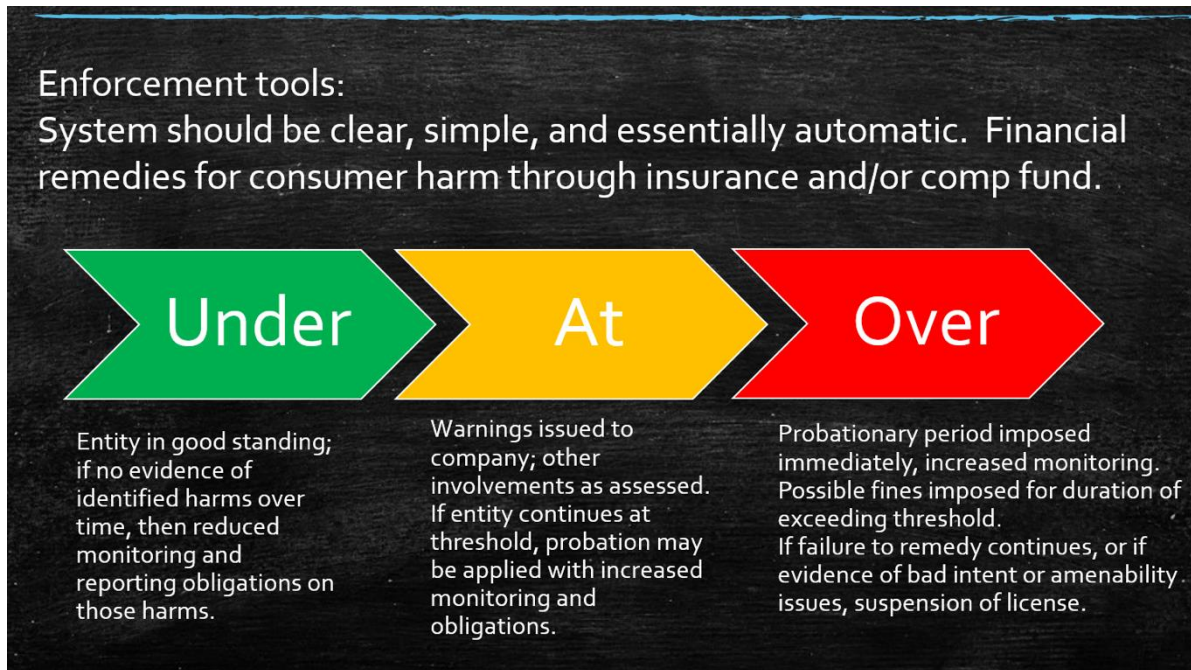 Enforcement tools:
System should be clear, simple, and essentially automatic.  Financial
remedies for consumer harm through insurance and/or comp fund.
Under
At
Over
Entity in good standing;
if no evidence of
identified harms over
time, then reduced
monitoring and
reporting obligations on
those harms.
Warnings issued to
company; other
involvements as assessed.
If entity continues at
threshold, probation may
be applied with increased
monitoring and
obligations.
Probationary period imposed
immediately, increased monitoring.
Possible fines imposed for duration of
exceeding threshold.
If failure to remedy continues, or if
evidence of bad intent or amenability
issues, suspension of license.